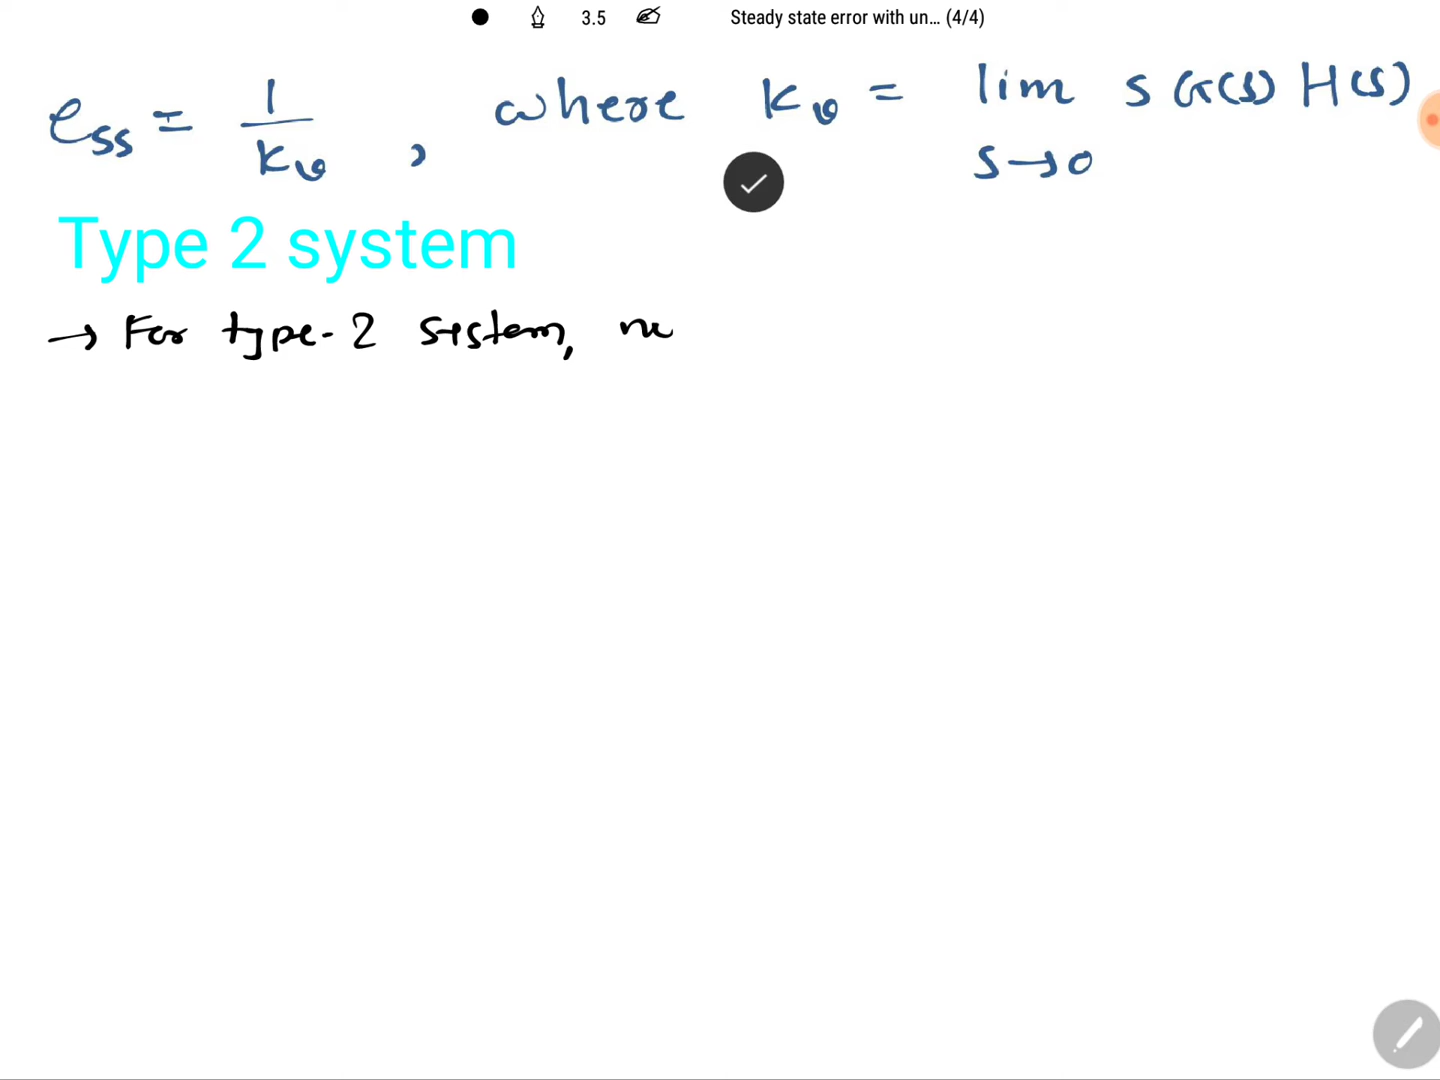 3.5 Steady state error with un... (4/4)
ess = 1/Kv, where Kv = lim s→0 s G(s) H(s)
Type 2 system
→ For type-2 system,